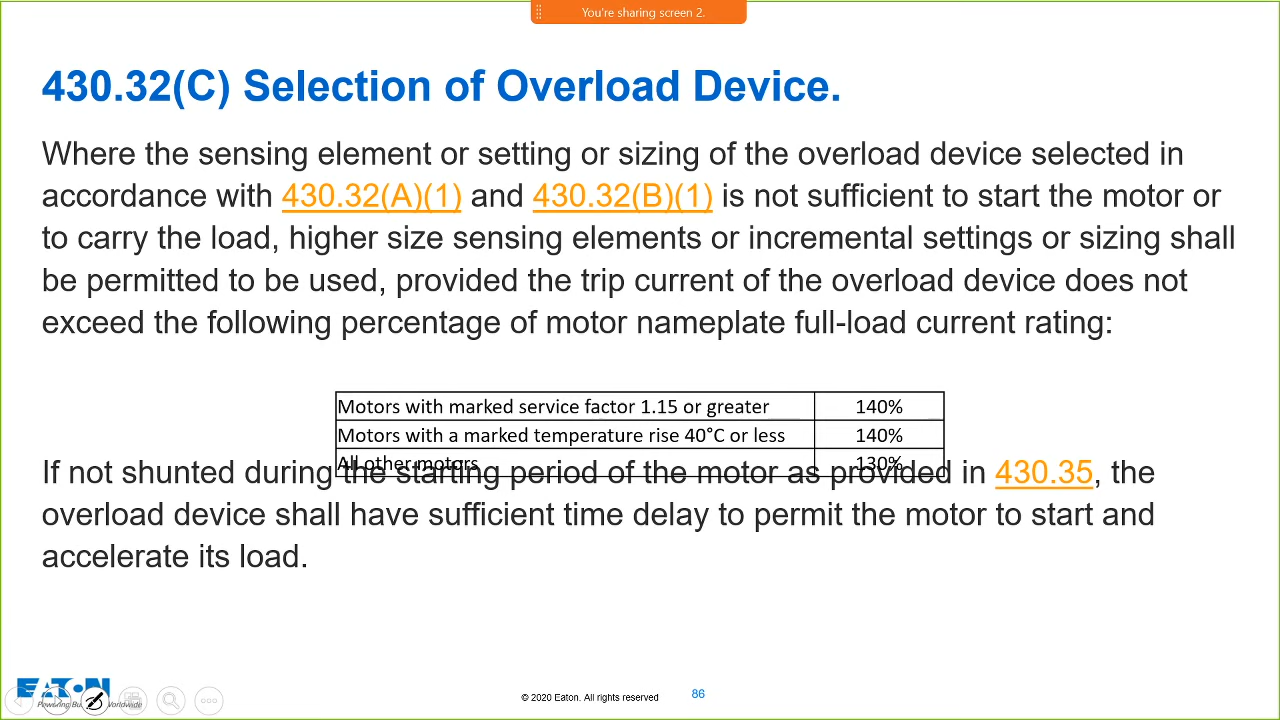 You're sharing screen 2.
430.32(C) Selection of Overload Device.
Where the sensing element or setting or sizing of the overload device selected in
accordance with 430.32(A)(1) and 430.32(B)(1) is not sufficient to start the motor or
to carry the load, higher size sensing elements or incremental settings or sizing shall
be permitted to be used, provided the trip current of the overload device does not
exceed the following percentage of motor nameplate full-load current rating:
Motors with marked service factor 1.15 or greater 140%
Motors with a marked temperature rise 40°C or less 140%
All other motors 130%
If not shunted during the starting period of the motor as provided in 430.35, the
overload device shall have sufficient time delay to permit the motor to start and
accelerate its load.
EATON
Powering Worldwide
© 2020 Eaton. All rights reserved
86